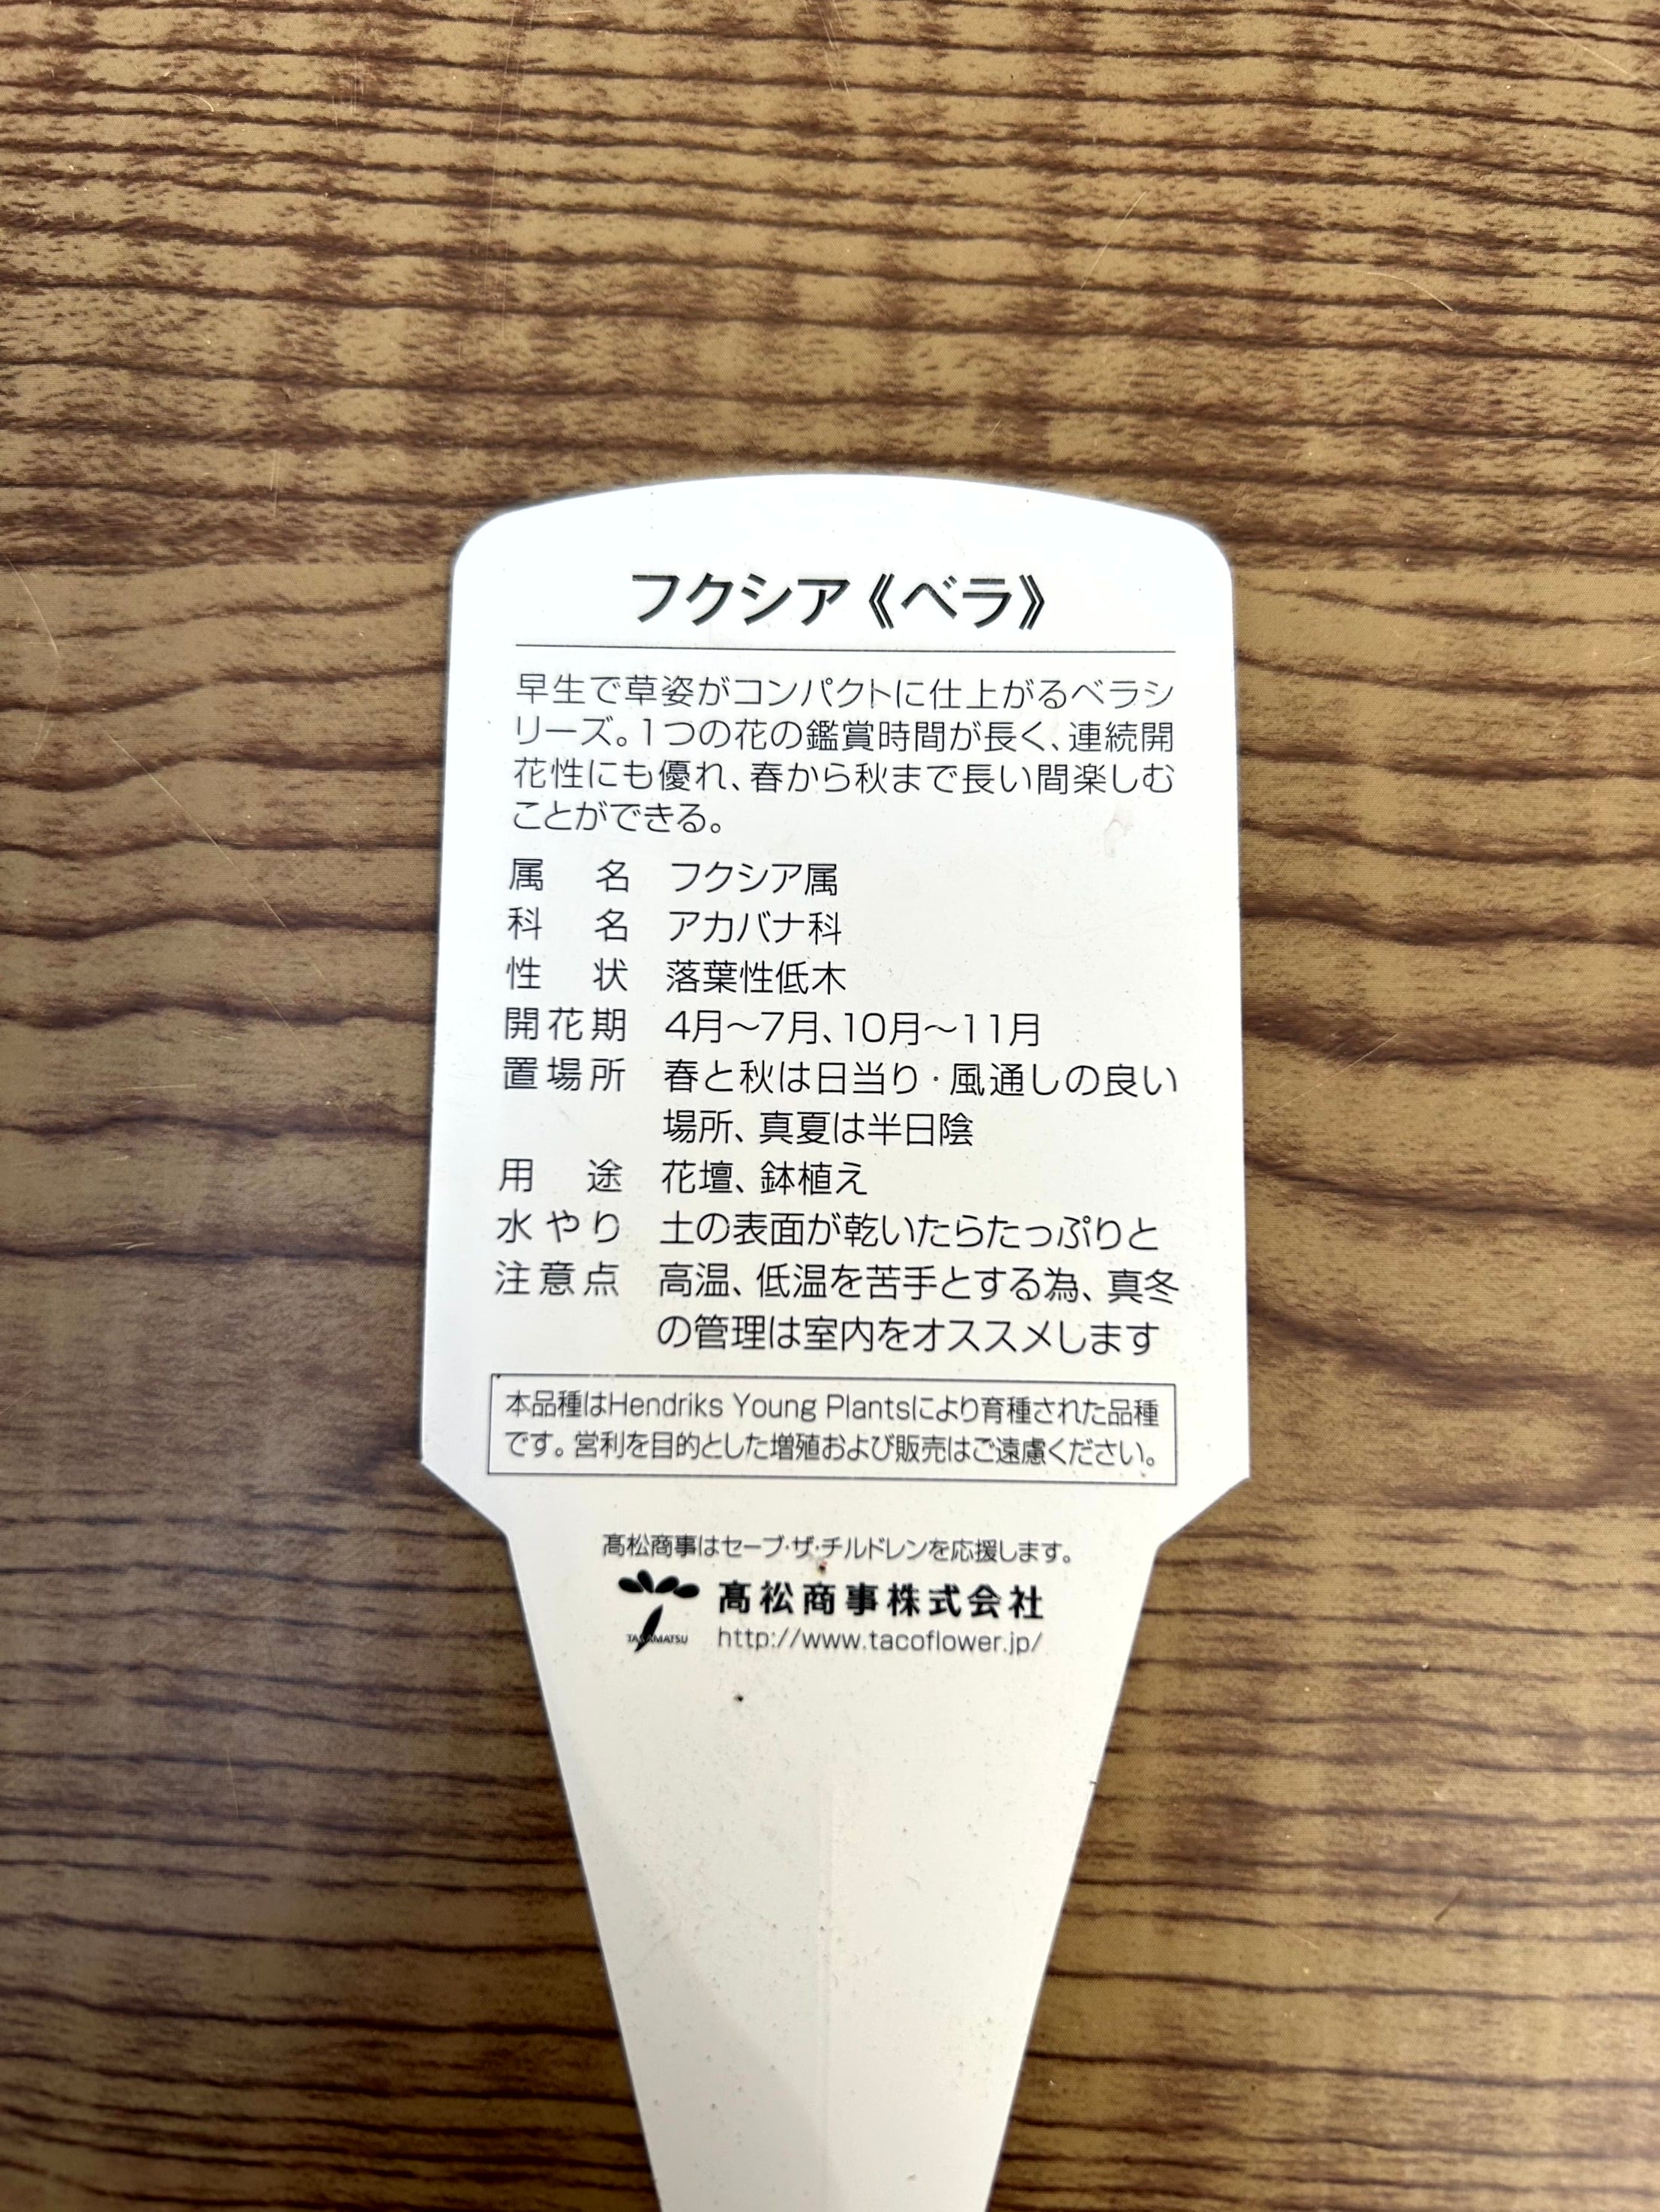 フクシア《ベラ》
早生で草姿がコンパクトに仕上がるベラシ
リーズ。1つの花の鑑賞時間が長く、連続開
花性にも優れ、春から秋まで長い間楽しむ
ことができる。
属名 フクシア属
科名 アカバナ科
性状 落葉性低木
開花期 4月〜7月、10月〜11月
置場所 春と秋は日当り・風通しの良い
場所、真夏は半日陰
用途 花壇、鉢植え
水やり 土の表面が乾いたらたっぷりと
注意点 高温、低温を苦手とする為、真冬
の管理は室内をオススメします
本品種はHendriks Young Plantsにより育種された品種
です。営利を目的とした増殖および販売はご遠慮ください。
髙松商事はセーブ・ザ・チルドレンを応援します。
TAKAMATSU
髙松商事株式会社
http://www.tacoflower.jp/